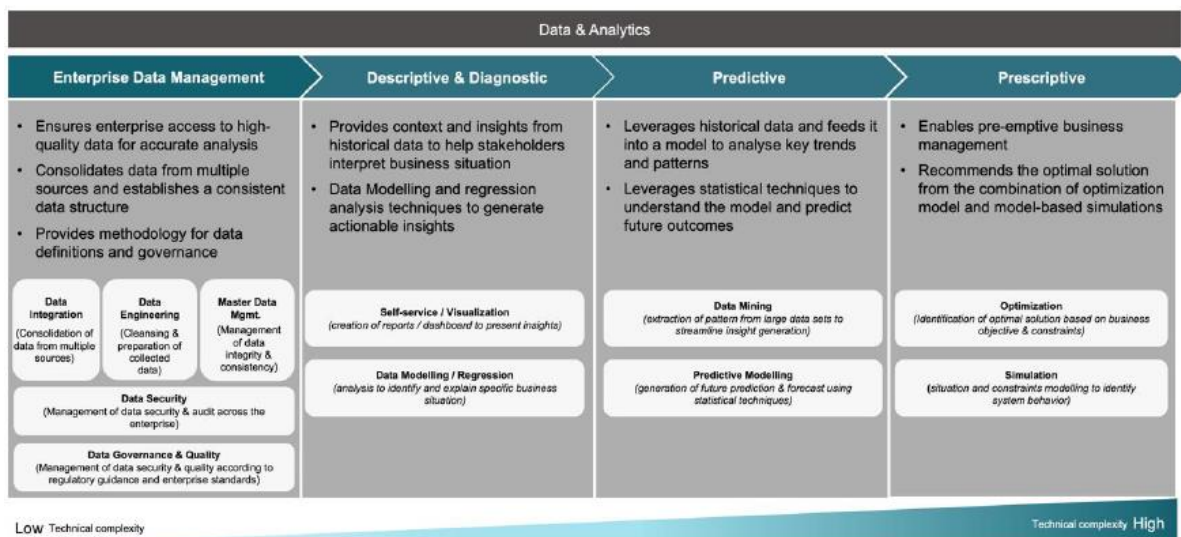 Data & Analytics
Enterprise Data Management
Descriptive & Diagnostic
Predictive
Prescriptive
• Ensures enterprise access to high-
quality data for accurate analysis
• Consolidates data from multiple
sources and establishes a consistent
data structure
• Provides methodology for data
definitions and governance
• Provides context and insights from
historical data to help stakeholders
interpret business situation
• Data Modelling and regression
analysis techniques to generate
actionable insights
• Leverages historical data and feeds it
into a model to analyse key trends
and patterns
• Leverages statistical techniques to
understand the model and predict
future outcomes
• Enables pre-emptive business
management
• Recommends the optimal solution
from the combination of optimization
model and model-based simulations
Data
Integration
(Consolidation of
data from multiple
sources)
Data
Engineering
(Cleansing &
preparation of
collected
data)
Master Data
Mgmt.
(Management
of data
integrity &
consistency)
Data Security
(Management of data security & audit across the
enterprise)
Data Governance & Quality
(Management of data security & quality according to
regulatory guidance and enterprise standards)
Self-service / Visualization
(creation of reports / dashboard to present insights)
Data Modelling / Regression
(analysis to identify and explain specific business
situation)
Data Mining
(extraction of pattern from large data sets to
streamline insight generation)
Predictive Modelling
(generation of future prediction & forecast using
statistical techniques)
Optimization
(Identification of optimal solution based on business
objective & constraints)
Simulation
(situation and constraints modelling to identify
system behavior)
Low Technical complexity
Technical complexity High